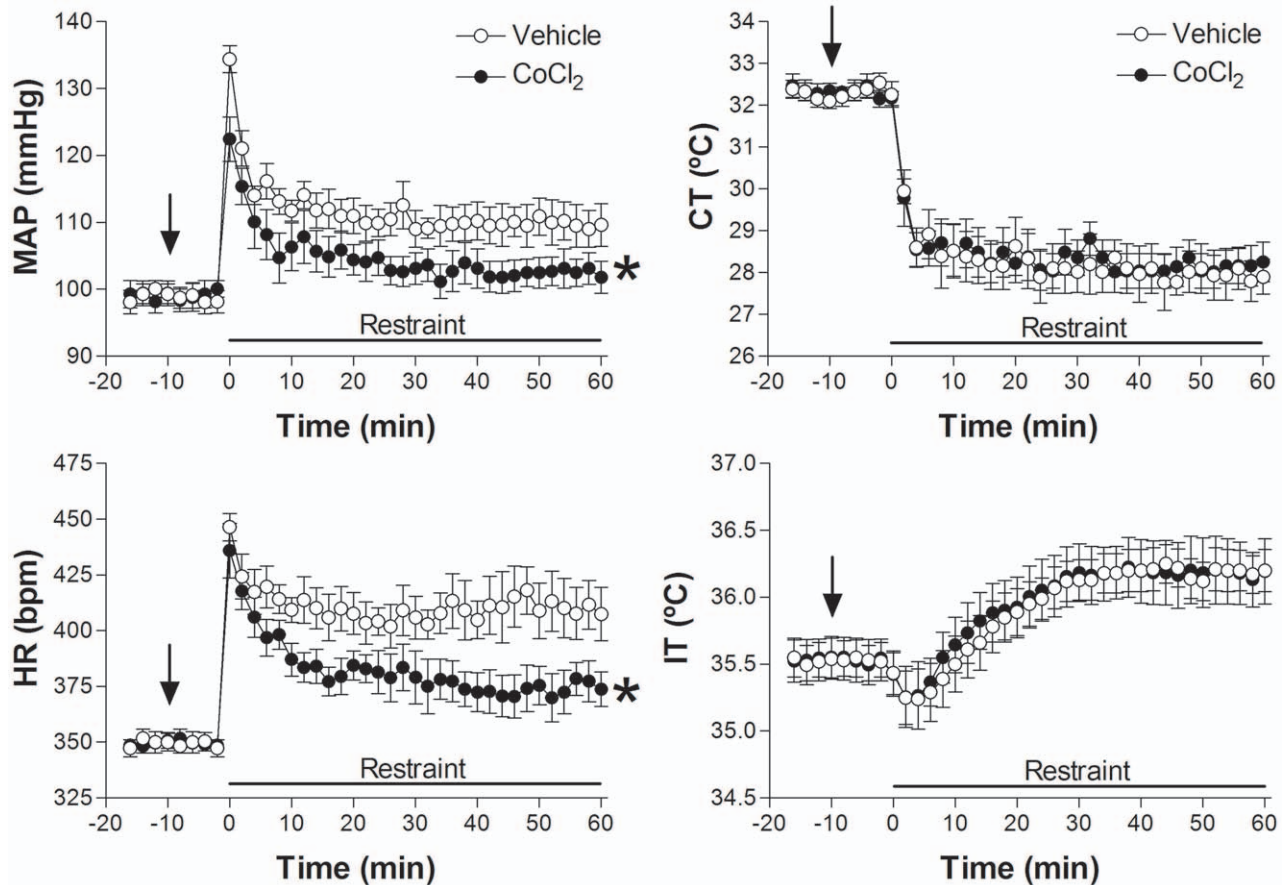 MAP (mmHg)
140
130
120
110
100
90
Vehicle
CoCl₂
*
Restraint
-20 -10 0 10 20 30 40 50 60
Time (min)
CT (ºC)
34
33
32
31
30
29
28
27
26
Vehicle
CoCl₂
Restraint
-20 -10 0 10 20 30 40 50 60
Time (min)
HR (bpm)
475
450
425
400
375
350
325
*
Restraint
-20 -10 0 10 20 30 40 50 60
Time (min)
IT (ºC)
37.0
36.5
36.0
35.5
35.0
34.5
Restraint
-20 -10 0 10 20 30 40 50 60
Time (min)